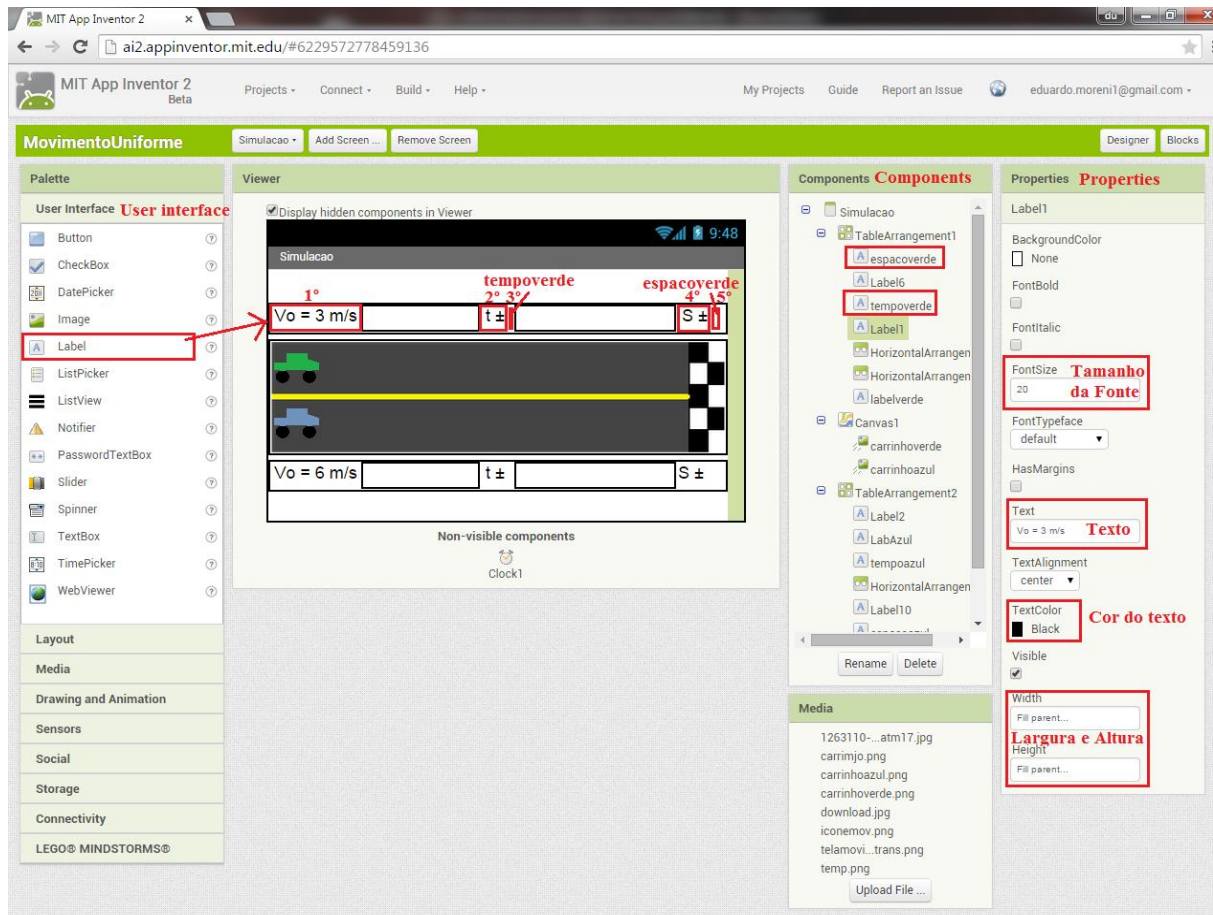 MIT App Inventor 2
du
ai2.appinventor.mit.edu/#6229572778459136
MIT App Inventor 2
Beta
Projects
Connect
Build
Help
My Projects
Guide
Report an Issue
eduardo.moreni1@gmail.com
MovimentoUniforme
Simulacao
Add Screen ...
Remove Screen
Designer
Blocks
Palette
User Interface User interface
Button
CheckBox
DatePicker
Image
Label
ListPicker
ListView
Notifier
PasswordTextBox
Slider
Spinner
TextBox
TimePicker
WebViewer
Layout
Media
Drawing and Animation
Sensors
Social
Storage
Connectivity
LEGO® MINDSTORMS®
Viewer
Display hidden components in Viewer
9:48
Simulacao
tempoverde
espacoverde
1º
2º 3º
4º 5º
Vo = 3 m/s
t ±
S ±
Vo = 6 m/s
t ±
S ±
Non-visible components
Clock1
Components Components
Simulacao
TableArrangement1
espacoverde
Label6
tempoverde
Label1
HorizontalArrangen
HorizontalArrangen
labelverde
Canvas1
carrinhoverde
carrinhoazul
TableArrangement2
Label2
LabAzul
tempoazul
HorizontalArrangen
Label10
Rename
Delete
Media
1263110-...atm17.jpg
carrimjo.png
carrinhoazul.png
carrinhoverde.png
download.jpg
iconemov.png
telamovi...trans.png
temp.png
Upload File ...
Properties Properties
Label1
BackgroundColor
None
FontBold
FontItalic
FontSize
20
Tamanho
da Fonte
FontTypeface
default
HasMargins
Text
Vo = 3 m/s
Texto
TextAlignment
center
TextColor
Black
Cor do texto
Visible
Width
Fill parent...
Largura e Altura
Height
Fill parent...